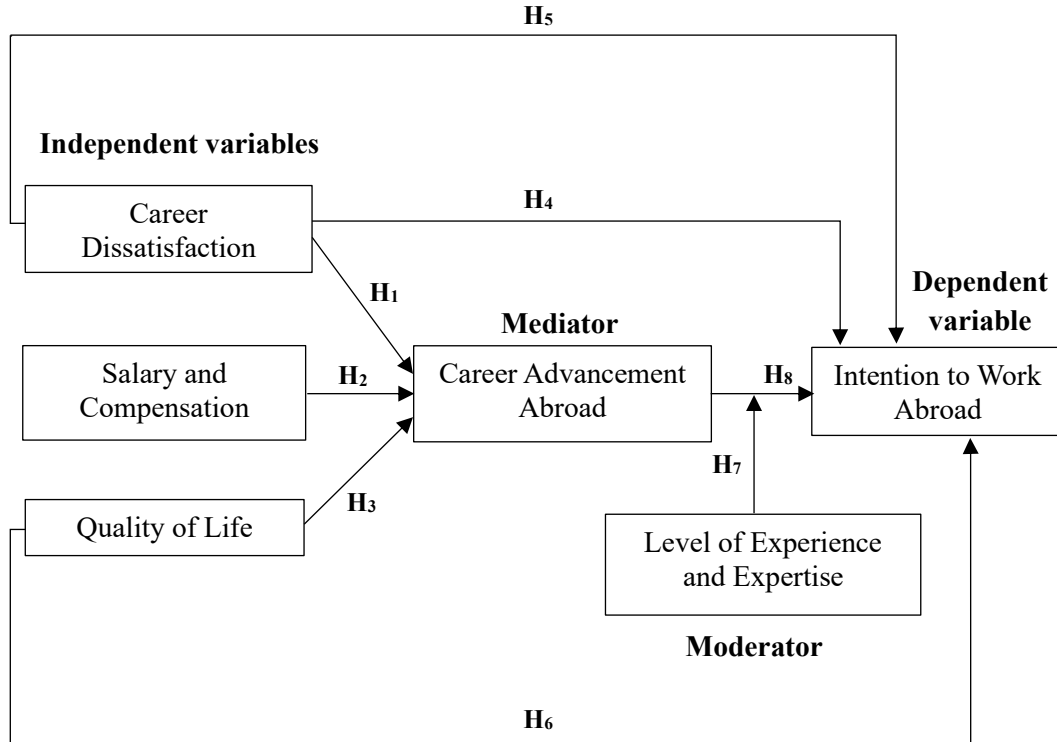 H₅
Independent variables
Career
Dissatisfaction
H₄
H₁
Dependent
variable
Mediator
Salary and
Compensation
H₂
Career Advancement
Abroad
H₈
Intention to Work
Abroad
H₇
H₃
Quality of Life
Level of Experience
and Expertise
Moderator
H₆